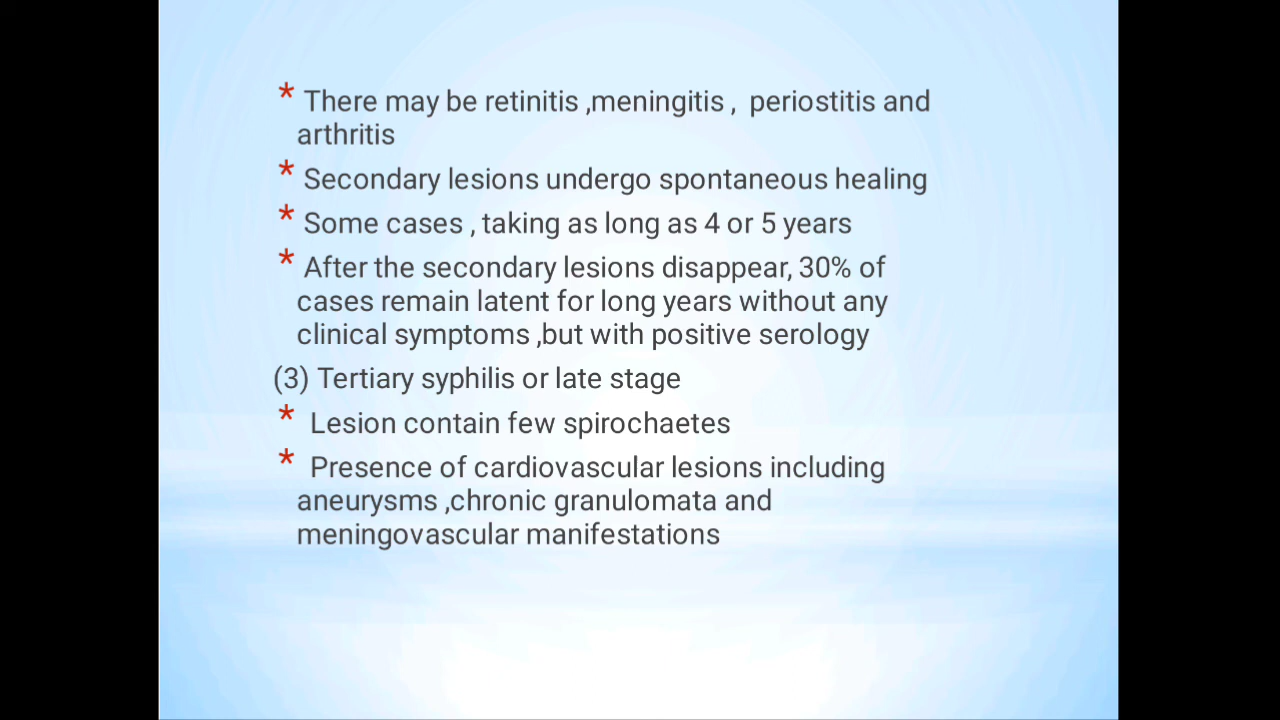 * There may be retinitis ,meningitis , periostitis and
arthritis
* Secondary lesions undergo spontaneous healing
* Some cases , taking as long as 4 or 5 years
* After the secondary lesions disappear, 30% of
cases remain latent for long years without any
clinical symptoms ,but with positive serology
(3) Tertiary syphilis or late stage
* Lesion contain few spirochaetes
* Presence of cardiovascular lesions including
aneurysms ,chronic granulomata and
meningovascular manifestations